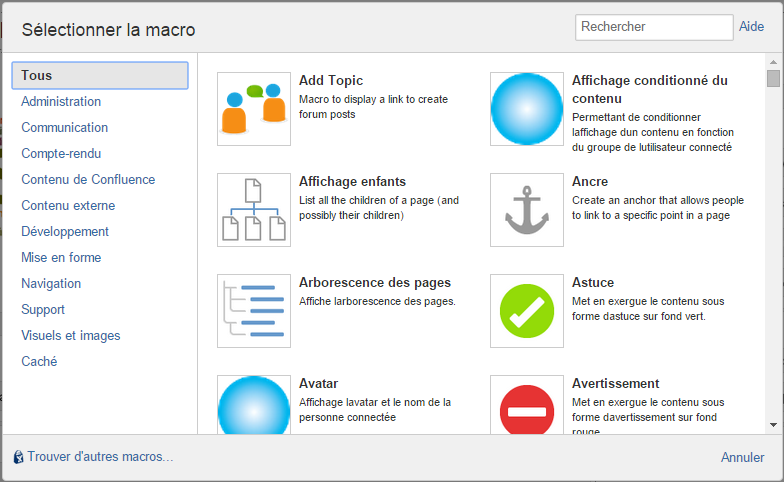 Sélectionner la macro
Rechercher
Aide
Tous
Administration
Communication
Compte-rendu
Contenu de Confluence
Contenu externe
Développement
Mise en forme
Navigation
Support
Visuels et images
Caché
Add Topic
Macro to display a link to create
forum posts
Affichage conditionné du
contenu
Permettant de conditionner
laffichage dun contenu en fonction
du groupe de lutilisateur connecté
Affichage enfants
List all the children of a page (and
possibly their children)
Ancre
Create an anchor that allows people
to link to a specific point in a page
Arborescence des pages
Affiche larborescence des pages.
Astuce
Met en exergue le contenu sous
forme dastuce sur fond vert.
Avatar
Affichage lavatar et le nom de la
personne connectée
Avertissement
Met en exergue le contenu sous
forme davertissement sur fond
rouge
Trouver d'autres macros...
Annuler